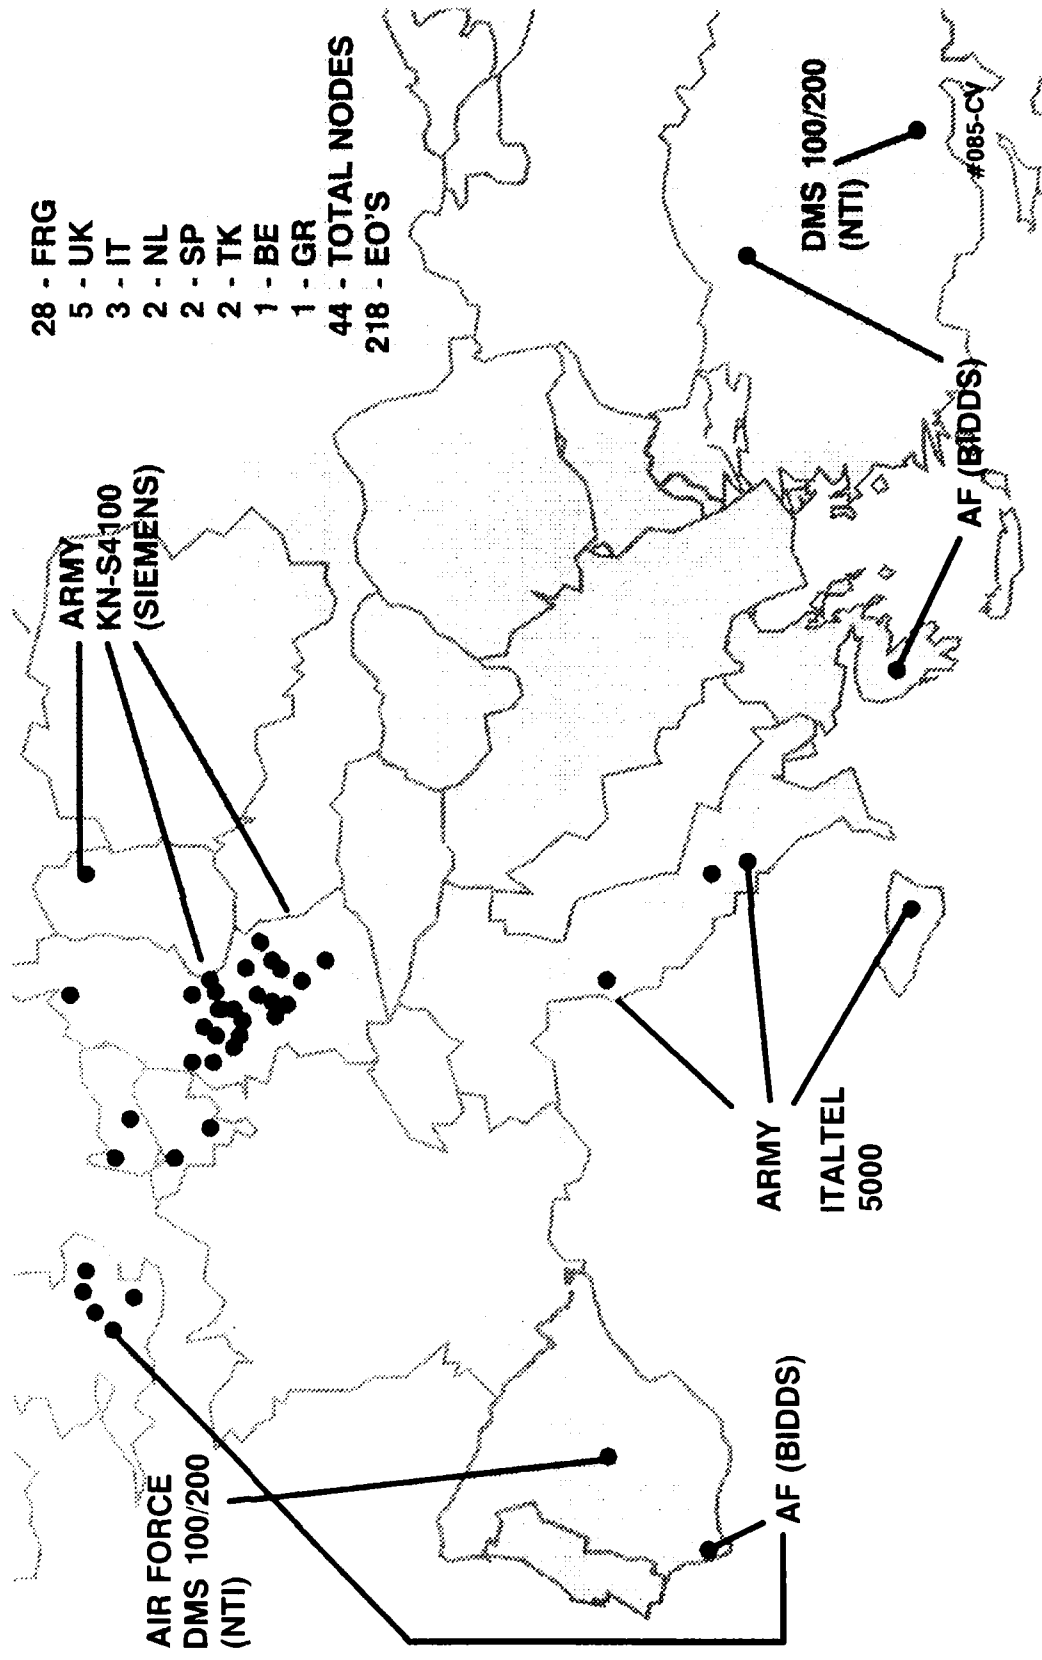 28 - FRG
5 - UK
3 - IT
2 - NL
2 - SP
2 - TK
1 - BE
1 - GR
44 - TOTAL NODES
218 - EO'S
ARMY
KN-S4100
(SIEMENS)
AIR FORCE
DMS 100/200
(NTI)
AF (BIDDS)
ARMY
ITALTEL
5000
AF (BIDDS)
DMS 100/200
(NTI)
#085-CV